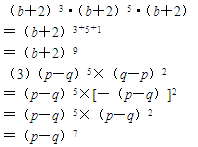 （b+2）³·（b+2）⁵·（b+2）
=（b+2）³⁺⁵⁺¹
=（b+2）⁹
（3）（p−q）⁵×（q−p）²
=（p−q）⁵×[−（p−q）]²
=（p−q）⁵×（p−q）²
=（p−q）⁷